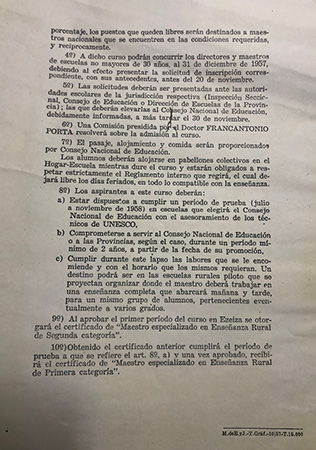 porcentaje, los puestos que queden libres serán destinados a maes-
tros nacionales que se encuentren en las condiciones requeridas,
y recíprocamente.
4º) A dicho curso podrán concurrir los directores y maestros
de escuelas no mayores de 30 años, al 31 de diciembre de 1957,
debiendo al efecto presentar la solicitud de inscripción corres-
pondiente, con sus antecedentes, antes del 20 de noviembre.
5º) Las solicitudes deberán ser presentadas ante las autori-
dades escolares de la jurisdicción respectiva (Inspección Seccio-
nal, Consejo de Educación o Dirección de Escuelas de la Provin-
cia); las que deberán elevarlas al Consejo Nacional de Educación,
debidamente informadas, a más tardar el 30 de noviembre.
6º) Una Comisión presidida por el Doctor FRANCANTONIO
PORTA resolverá sobre la admisión al curso.
7º) El pasaje, alojamiento y comida serán proporcionados
por Consejo Nacional de Educación.
Los alumnos deberán alojarse en pabellones colectivos en el
Hogar-Escuela mientras dure el curso y estarán obligados a res-
petar estrictamente el Reglamento interno que regirá, el cual de-
jará libre los días feriados, en todo lo compatible con la enseñanza.
8º) Los aspirantes a este curso deberán:
a) Estar dispuestos a cumplir un período de prueba (julio
a noviembre de 1958) en escuelas que elegirá el Consejo
Nacional de Educación con el asesoramiento de los téc-
nicos de UNESCO,
b) Comprometerse a servir al Consejo Nacional de Educación
o a las Provincias, según el caso, durante un período míni-
mo de 2 años, a partir de la fecha de su promoción,
c) Cumplir durante este lapso las labores que se le enco-
miende y con el horario que los mismos requieran. Un
destino podrá ser en las escuelas rurales piloto que se
proyectan organizar donde el maestro deberá trabajar en
una enseñanza completa que abarcará mañana y tarde,
para un mismo grupo de alumnos, pertenecientes even-
tualmente a varios grados.
9º) Al aprobar el primer período del curso en Ezeiza se otor-
gará el certificado de "Maestro especializado en Enseñanza Rural
de Segunda categoría".
10º) Obtenido el certificado anterior cumplirá el período de
prueba a que se refiere el art. 8º, a) y una vez aprobado, recibi-
rá el certificado de "Maestro especializado en Enseñanza Rural
de Primera categoría".
M. de E. y J.-T. Gráf.-10|57-T. 15.000